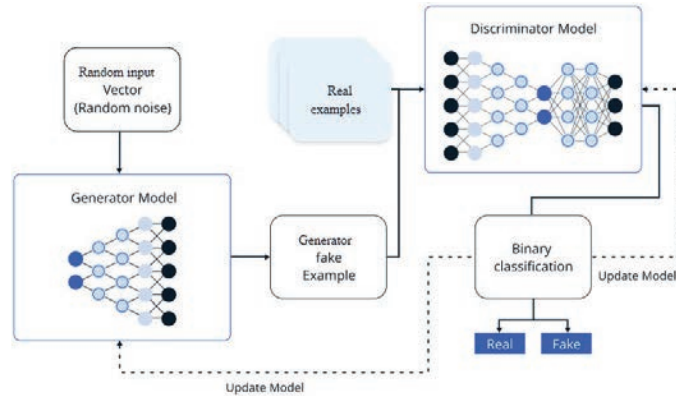 Discriminator Model
Random input
Vector
(Random noise)
Real
examples
Generator Model
Generator
fake
Example
Binary
classification
Update Model
Real
Fake
Update Model